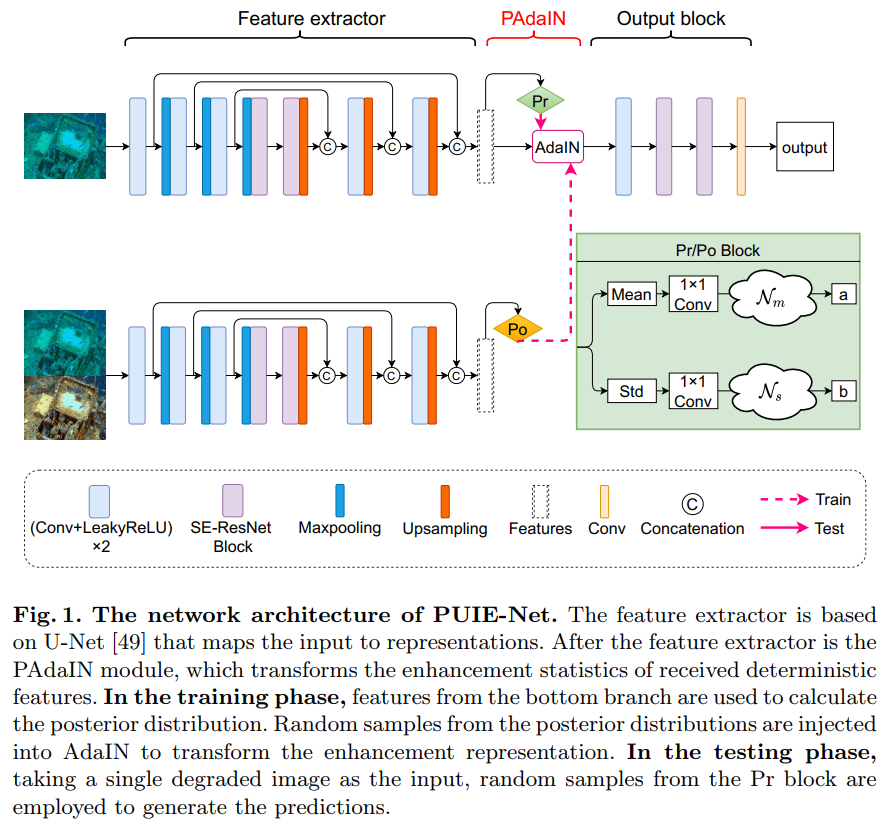 Feature extractor
PAdaIN
Output block
Pr
AdaIN
output
C
C
C
Pr/Po Block
Mean
1×1
Conv
𝒩m
a
Std
1×1
Conv
𝒩s
b
Po
C
C
C
(Conv+LeakyReLU)
×2
SE-ResNet
Block
Maxpooling
Upsampling
Features
Conv
C
Concatenation
Train
Test
Fig. 1. The network architecture of PUIE-Net. The feature extractor is based
on U-Net [49] that maps the input to representations. After the feature extractor is the
PAdaIN module, which transforms the enhancement statistics of received deterministic
features. In the training phase, features from the bottom branch are used to calculate
the posterior distribution. Random samples from the posterior distributions are injected
into AdaIN to transform the enhancement representation. In the testing phase,
taking a single degraded image as the input, random samples from the Pr block are
employed to generate the predictions.